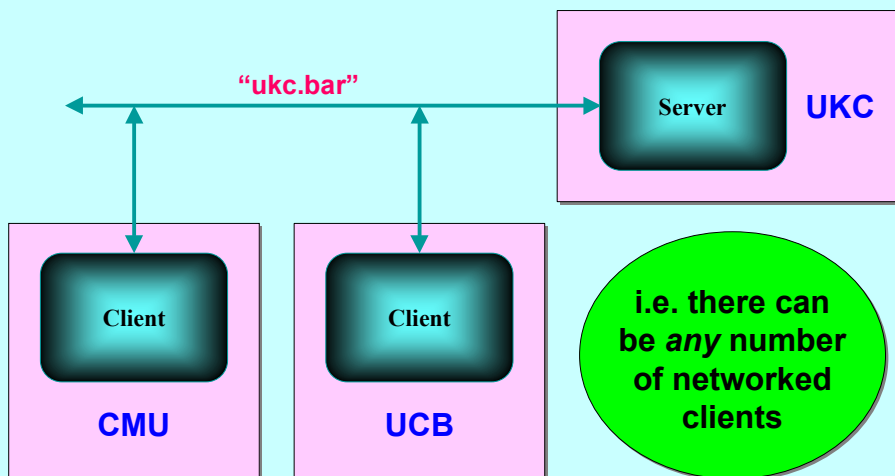 “ukc.bar”
Server
UKC
Client
CMU
Client
UCB
i.e. there can
be any number
of networked
clients